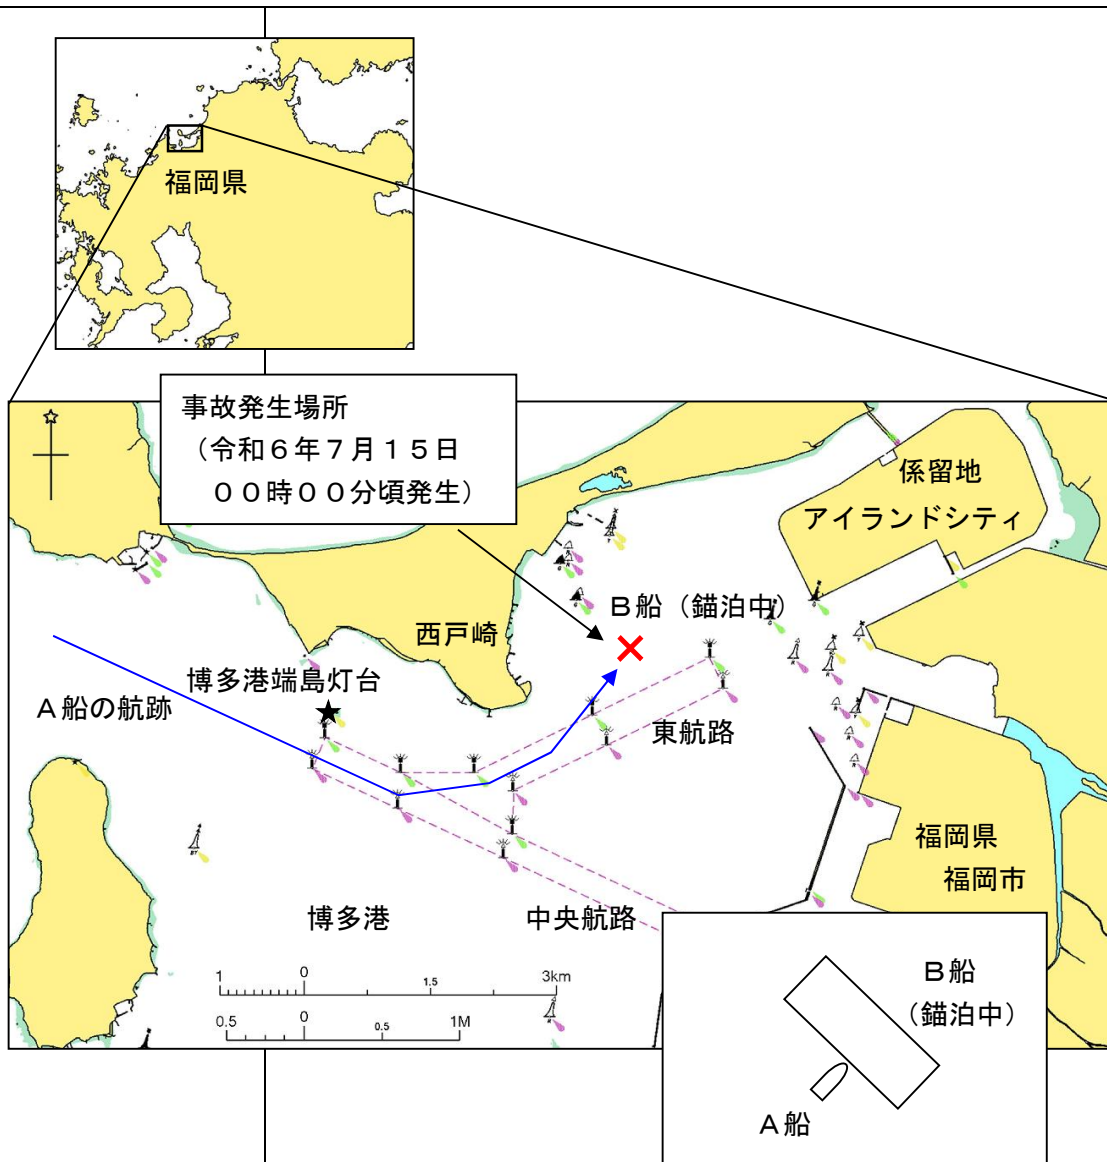 福岡県
事故発生場所
（令和６年７月１５日
００時００分頃発生）
係留地
アイランドシティ
Ｂ船（錨泊中）
西戸崎
博多港端島灯台
Ａ船の航跡
東航路
福岡県
福岡市
博多港
中央航路
1 0 1.5 3km
0.5 0 0.5 1M
Ｂ船
（錨泊中）
Ａ船